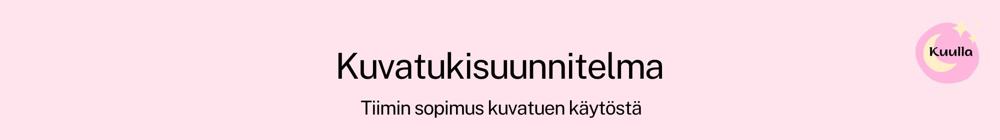 Kuvatukisuunnitelma
Tiimin sopimus kuvatuen käytöstä
Kuulla